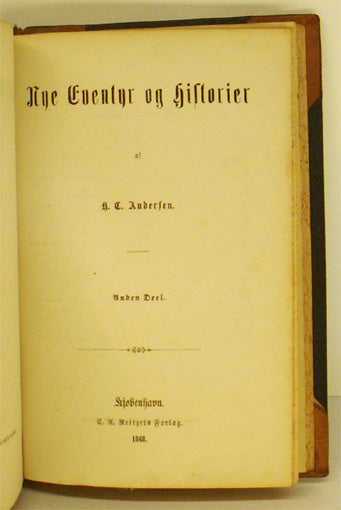 Nye Eventyr og Historier
af
H. C. Andersen.
Anden Deel.
Kjøbenhavn.
C. A. Reitzels Forlag.
1868.